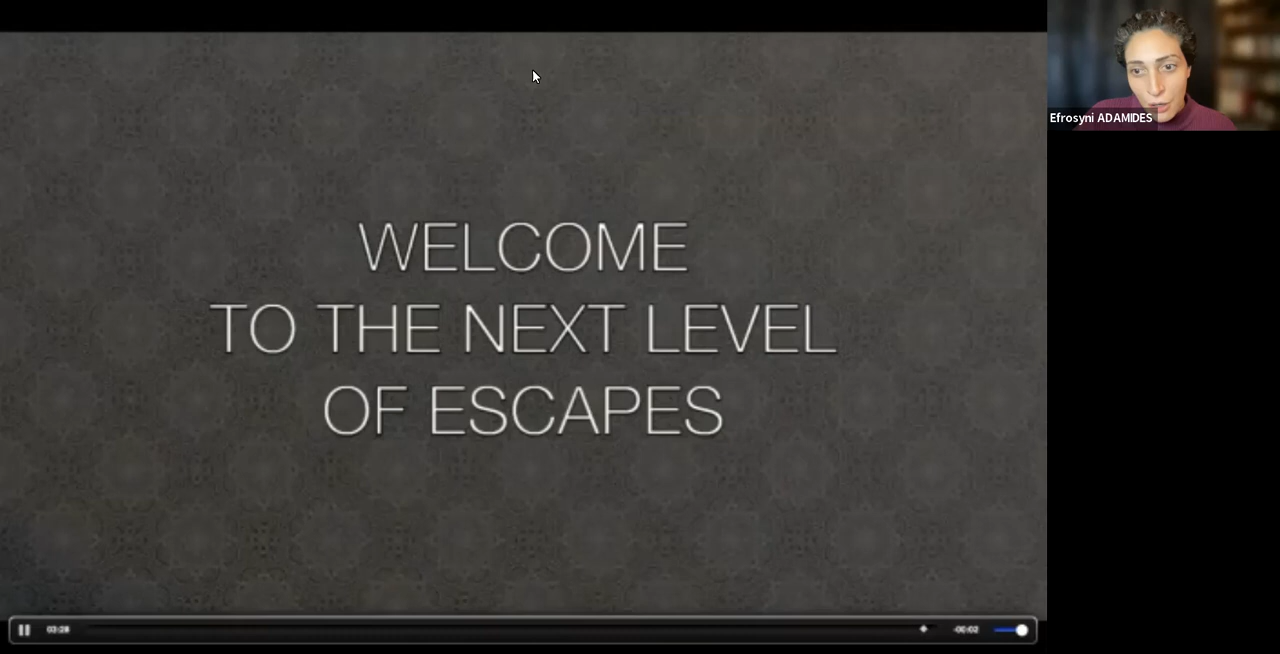 WELCOME
TO THE NEXT LEVEL
OF ESCAPES
Efrosyni ADAMIDES
03:28
-00:02